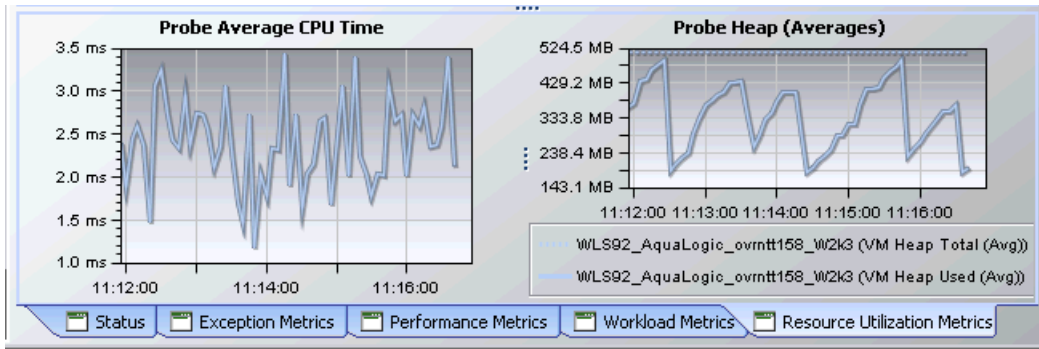 Probe Average CPU Time
3.5 ms
3.0 ms
2.5 ms
2.0 ms
1.5 ms
1.0 ms
11:12:00 11:14:00 11:16:00
Probe Heap (Averages)
524.5 MB
429.2 MB
333.8 MB
238.4 MB
143.1 MB
11:12:00 11:13:00 11:14:00 11:15:00 11:16:00
WLS92_AquaLogic_ovrntt158_W2k3 (VM Heap Total (Avg))
WLS92_AquaLogic_ovrntt158_W2k3 (VM Heap Used (Avg))
Status Exception Metrics Performance Metrics Workload Metrics Resource Utilization Metrics